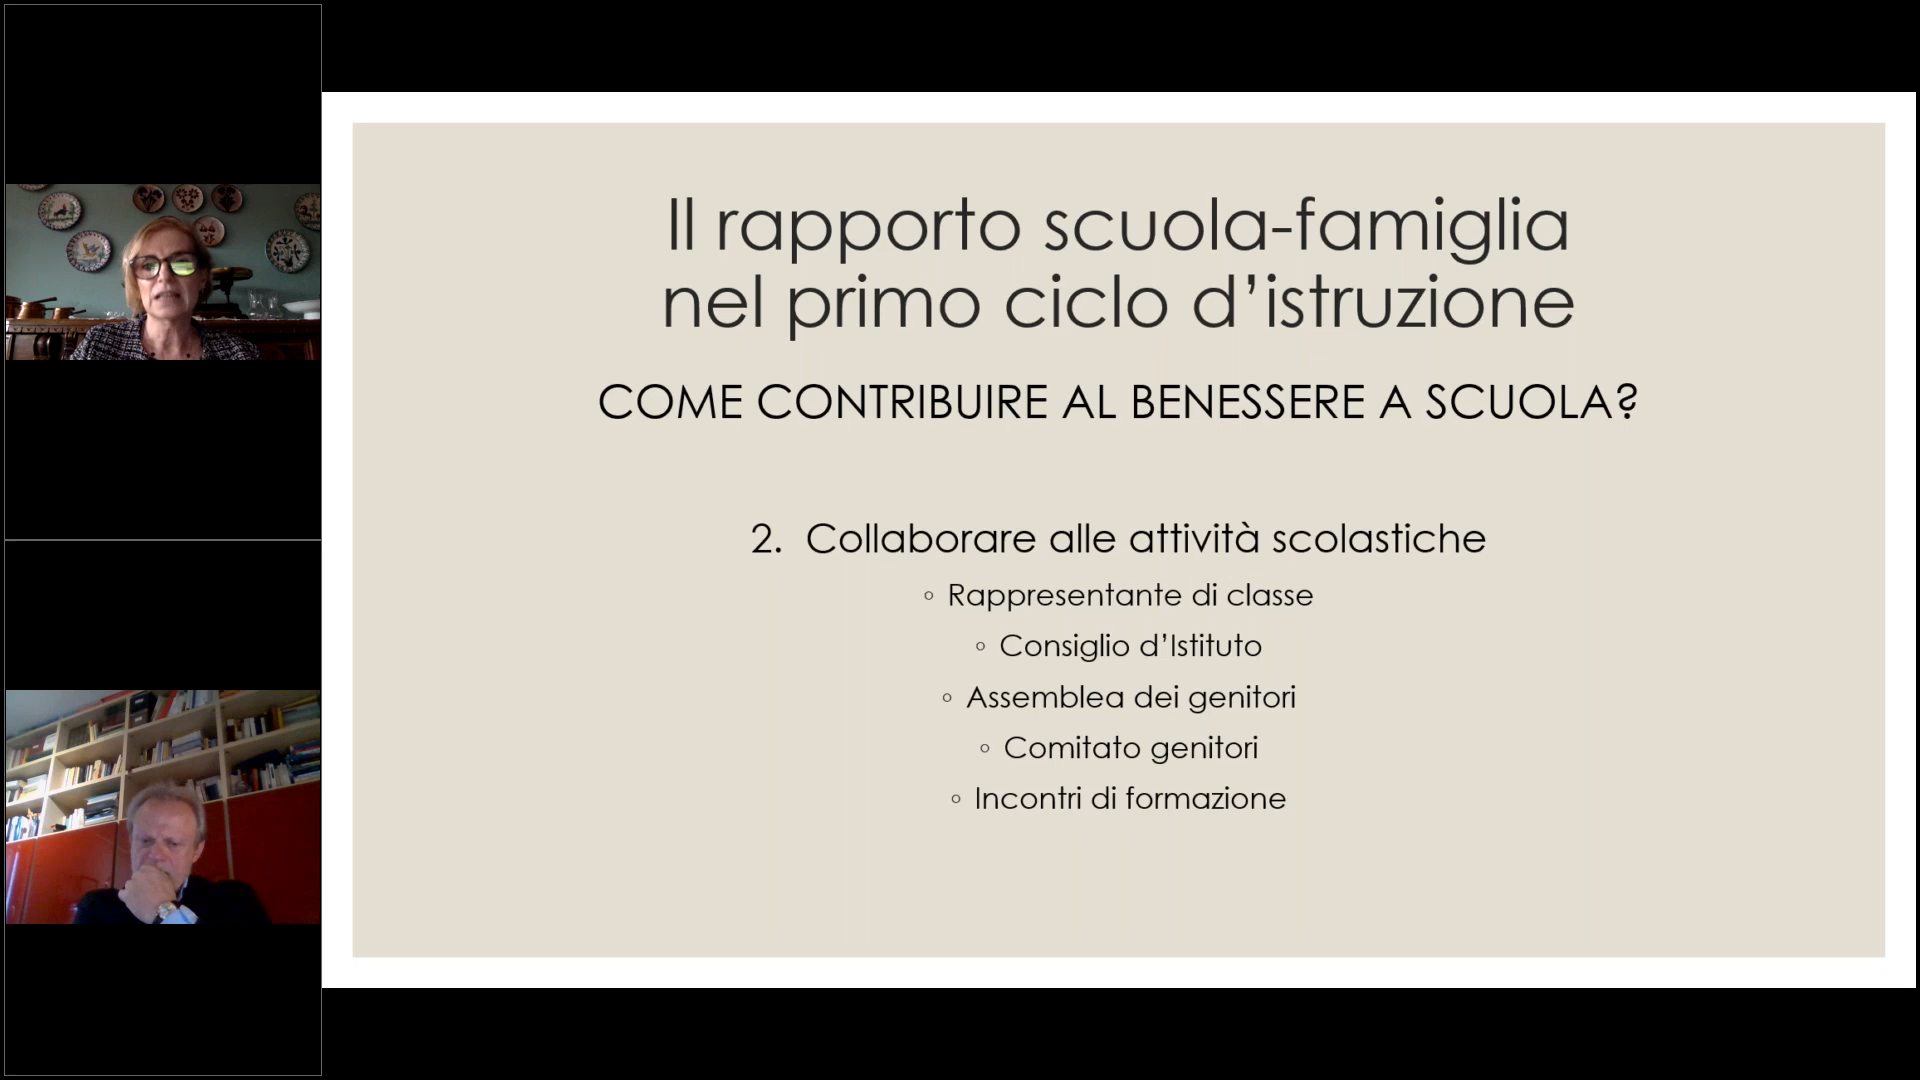 Il rapporto scuola-famiglia
nel primo ciclo d’istruzione
COME CONTRIBUIRE AL BENESSERE A SCUOLA?
2. Collaborare alle attività scolastiche
◦ Rappresentante di classe
◦ Consiglio d’Istituto
◦ Assemblea dei genitori
◦ Comitato genitori
◦ Incontri di formazione